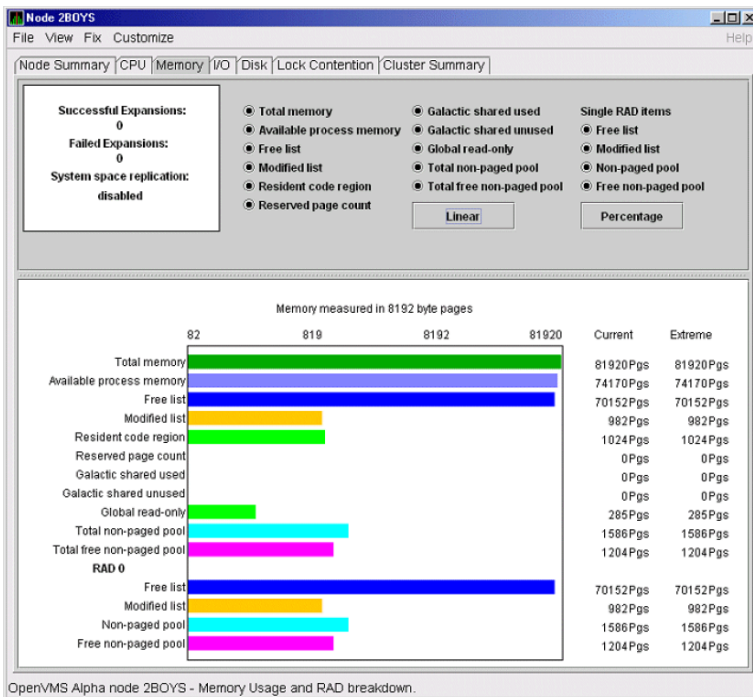 Node 2BOYS
File View Fix Customize Help
Node Summary CPU Memory I/O Disk Lock Contention Cluster Summary
Successful Expansions:
0
Failed Expansions:
0
System space replication:
disabled
Total memory
Available process memory
Free list
Modified list
Resident code region
Reserved page count
Galactic shared used
Galactic shared unused
Global read-only
Total non-paged pool
Total free non-paged pool
Linear
Single RAD items
Free list
Modified list
Non-paged pool
Free non-paged pool
Percentage
Memory measured in 8192 byte pages
82 819 8192 81920 Current Extreme
Total memory 81920Pgs 81920Pgs
Available process memory 74170Pgs 74170Pgs
Free list 70152Pgs 70152Pgs
Modified list 982Pgs 982Pgs
Resident code region 1024Pgs 1024Pgs
Reserved page count 0Pgs 0Pgs
Galactic shared used 0Pgs 0Pgs
Galactic shared unused 0Pgs 0Pgs
Global read-only 285Pgs 285Pgs
Total non-paged pool 1586Pgs 1586Pgs
Total free non-paged pool 1204Pgs 1204Pgs
RAD 0
Free list 70152Pgs 70152Pgs
Modified list 982Pgs 982Pgs
Non-paged pool 1586Pgs 1586Pgs
Free non-paged pool 1204Pgs 1204Pgs
OpenVMS Alpha node 2BOYS - Memory Usage and RAD breakdown.